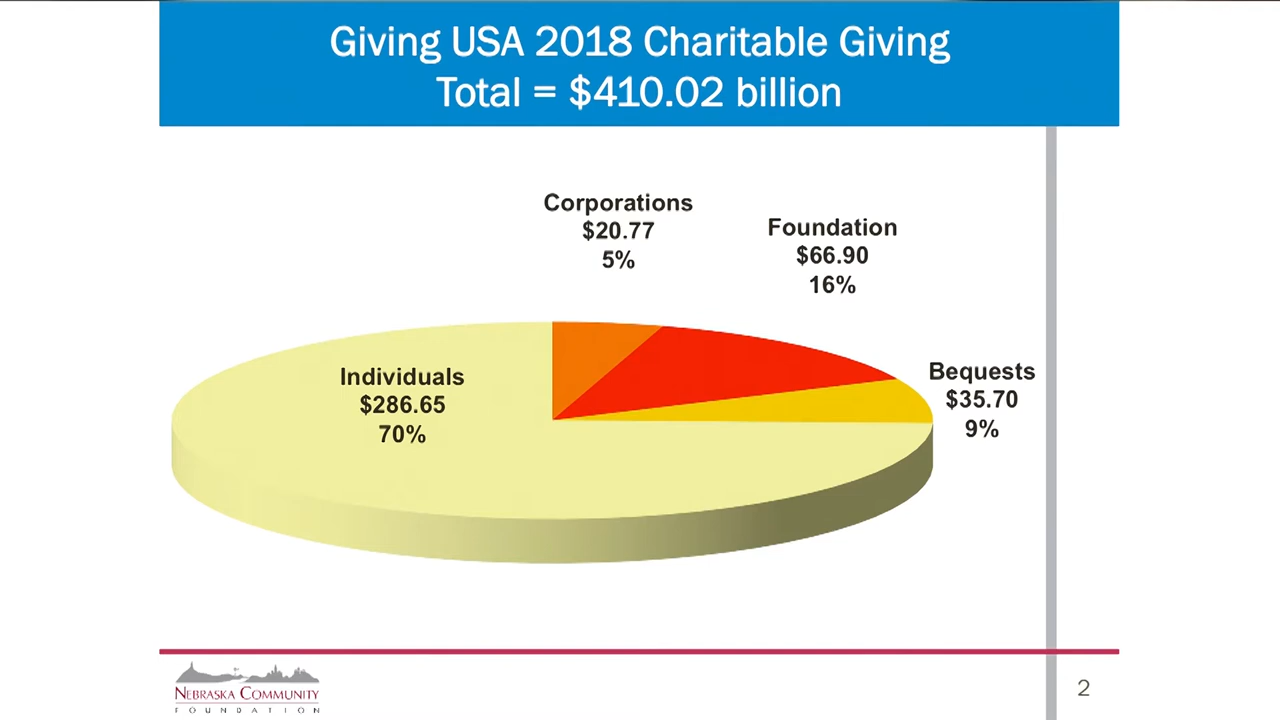 Giving USA 2018 Charitable Giving
Total = $410.02 billion
Corporations
$20.77
5%
Foundation
$66.90
16%
Individuals
$286.65
70%
Bequests
$35.70
9%
NEBRASKA COMMUNITY
FOUNDATION
2